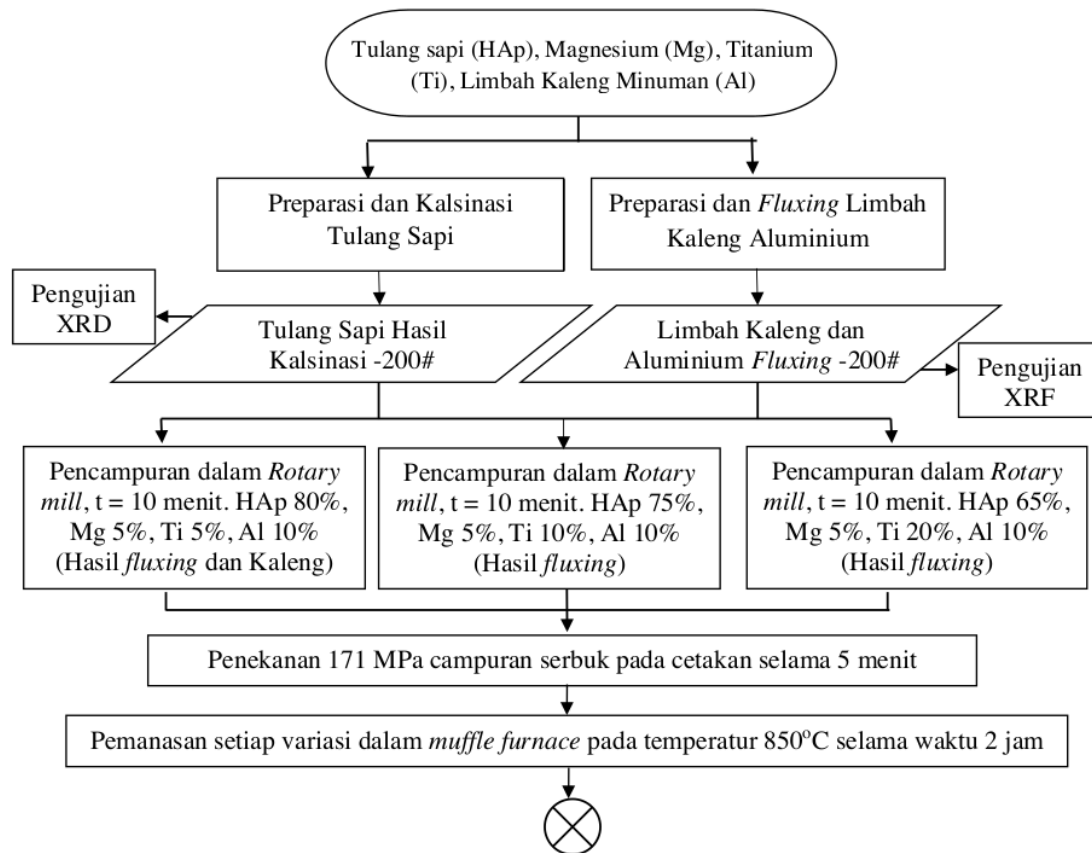 Tulang sapi (HAp), Magnesium (Mg), Titanium
(Ti), Limbah Kaleng Minuman (Al)
Preparasi dan Kalsinasi
Tulang Sapi
Preparasi dan Fluxing Limbah
Kaleng Aluminium
Pengujian
XRD
Tulang Sapi Hasil
Kalsinasi -200#
Limbah Kaleng dan
Aluminium Fluxing -200#
Pengujian
XRF
Pencampuran dalam Rotary
mill, t = 10 menit. HAp 80%,
Mg 5%, Ti 5%, Al 10%
(Hasil fluxing dan Kaleng)
Pencampuran dalam Rotary
mill, t = 10 menit. HAp 75%,
Mg 5%, Ti 10%, Al 10%
(Hasil fluxing)
Pencampuran dalam Rotary
mill, t = 10 menit. HAp 65%,
Mg 5%, Ti 20%, Al 10%
(Hasil fluxing)
Penekanan 171 MPa campuran serbuk pada cetakan selama 5 menit
Pemanasan setiap variasi dalam muffle furnace pada temperatur 850°C selama waktu 2 jam